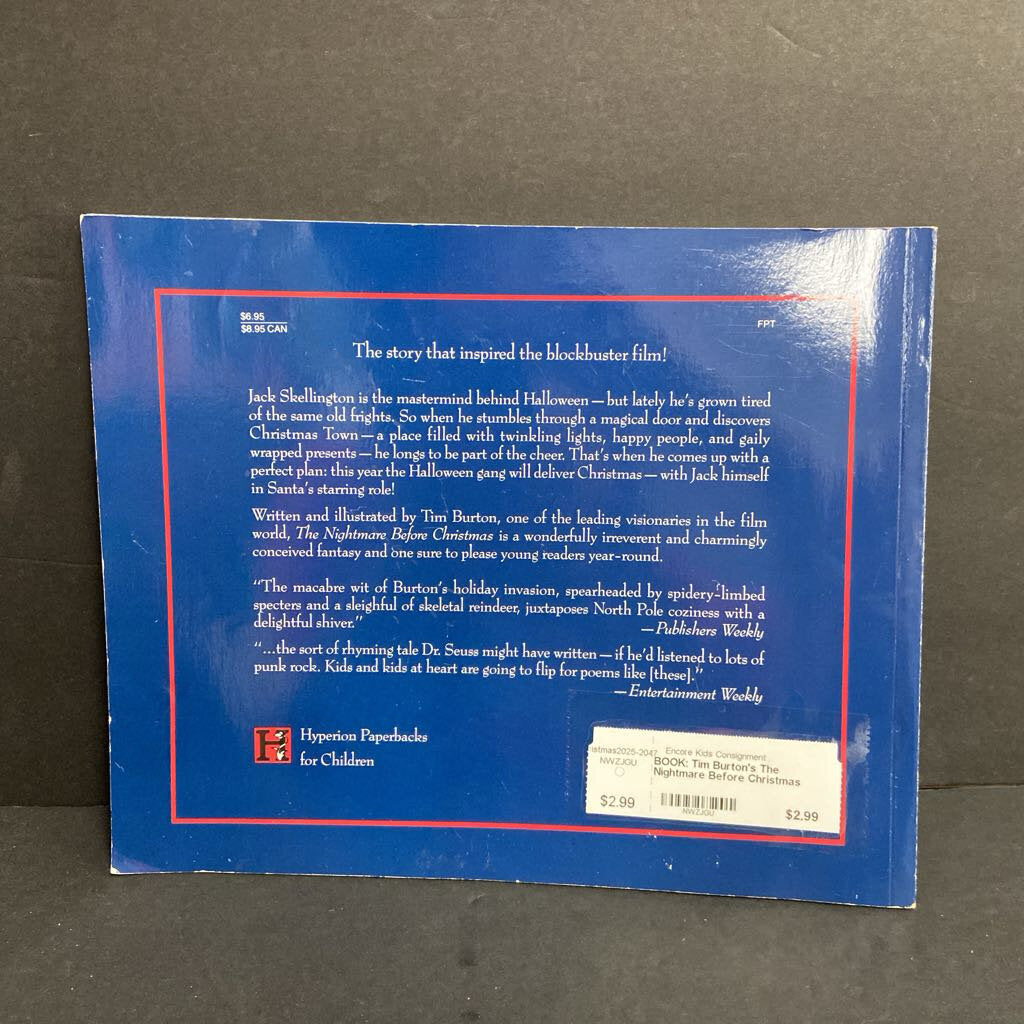 $6.95
$8.95 CAN
FPT
The story that inspired the blockbuster film!
Jack Skellington is the mastermind behind Halloween — but lately he's grown tired
of the same old frights. So when he stumbles through a magical door and discovers
Christmas Town — a place filled with twinkling lights, happy people, and gaily
wrapped presents — he longs to be part of the cheer. That's when he comes up with a
perfect plan: this year the Halloween gang will deliver Christmas — with Jack himself
in Santa's starring role!
Written and illustrated by Tim Burton, one of the leading visionaries in the film
world, The Nightmare Before Christmas is a wonderfully irreverent and charmingly
conceived fantasy and one sure to please young readers year-round.
“The macabre wit of Burton's holiday invasion, spearheaded by spidery-limbed
specters and a sleighful of skeletal reindeer, juxtaposes North Pole coziness with a
delightful shiver.”
—Publishers Weekly
“...the sort of rhyming tale Dr. Seuss might have written — if he'd listened to lots of
punk rock. Kids and kids at heart are going to flip for poems like [these].”
—Entertainment Weekly
H
Hyperion Paperbacks
for Children
istmas2025-2047
NWZJGU
$2.99
Encore Kids Consignment
BOOK: Tim Burton's The
Nightmare Before Christmas
NWZJGU
$2.99